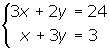 3x + 2y = 24
x + 3y = 3